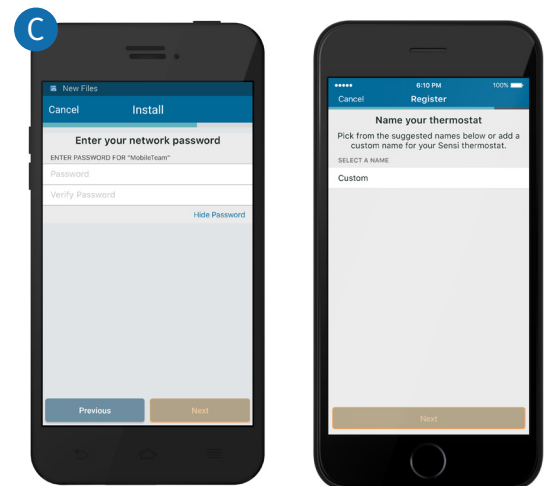 C
New Files
Cancel Install
Enter your network password
ENTER PASSWORD FOR "MobileTeam"
Password
Verify Password
Hide Password
Previous Next
6:10 PM 100%
Cancel Register
Name your thermostat
Pick from the suggested names below or add a
custom name for your Sensi thermostat.
SELECT A NAME
Custom
Next